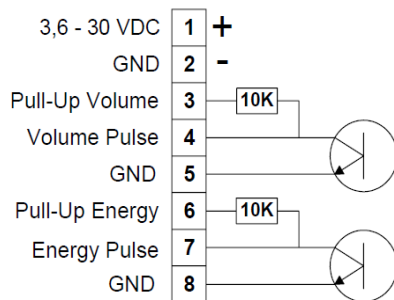 3,6 - 30 VDC 1 +
GND 2 -
Pull-Up Volume 3 10K
Volume Pulse 4
GND 5
Pull-Up Energy 6 10K
Energy Pulse 7
GND 8